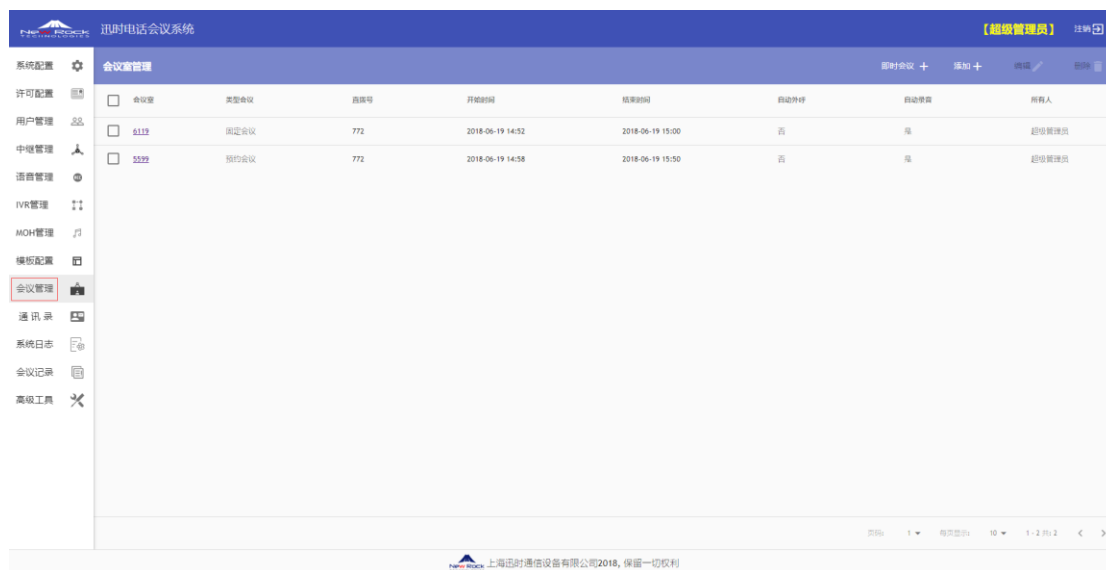 New Rock TECHNOLOGIES 迅时电话会议系统 【超级管理员】 注销
系统配置 会议室管理 即时会议 添加 编辑 删除
许可配置
会议室 类型会议 直拨号 开始时间 结束时间 自动外呼 自动录音 所有人
用户管理
6119 固定会议 772 2018-06-19 14:52 2018-06-19 15:00 否 是 超级管理员
中继管理
5599 预约会议 772 2018-06-19 14:58 2018-06-19 15:50 否 是 超级管理员
语音管理
IVR管理
MOH管理
模板配置
会议管理
通讯录
系统日志
会议记录
高级工具
页码: 1 每页显示: 10 1 - 2 共: 2
New Rock 上海迅时通信设备有限公司2018, 保留一切权利